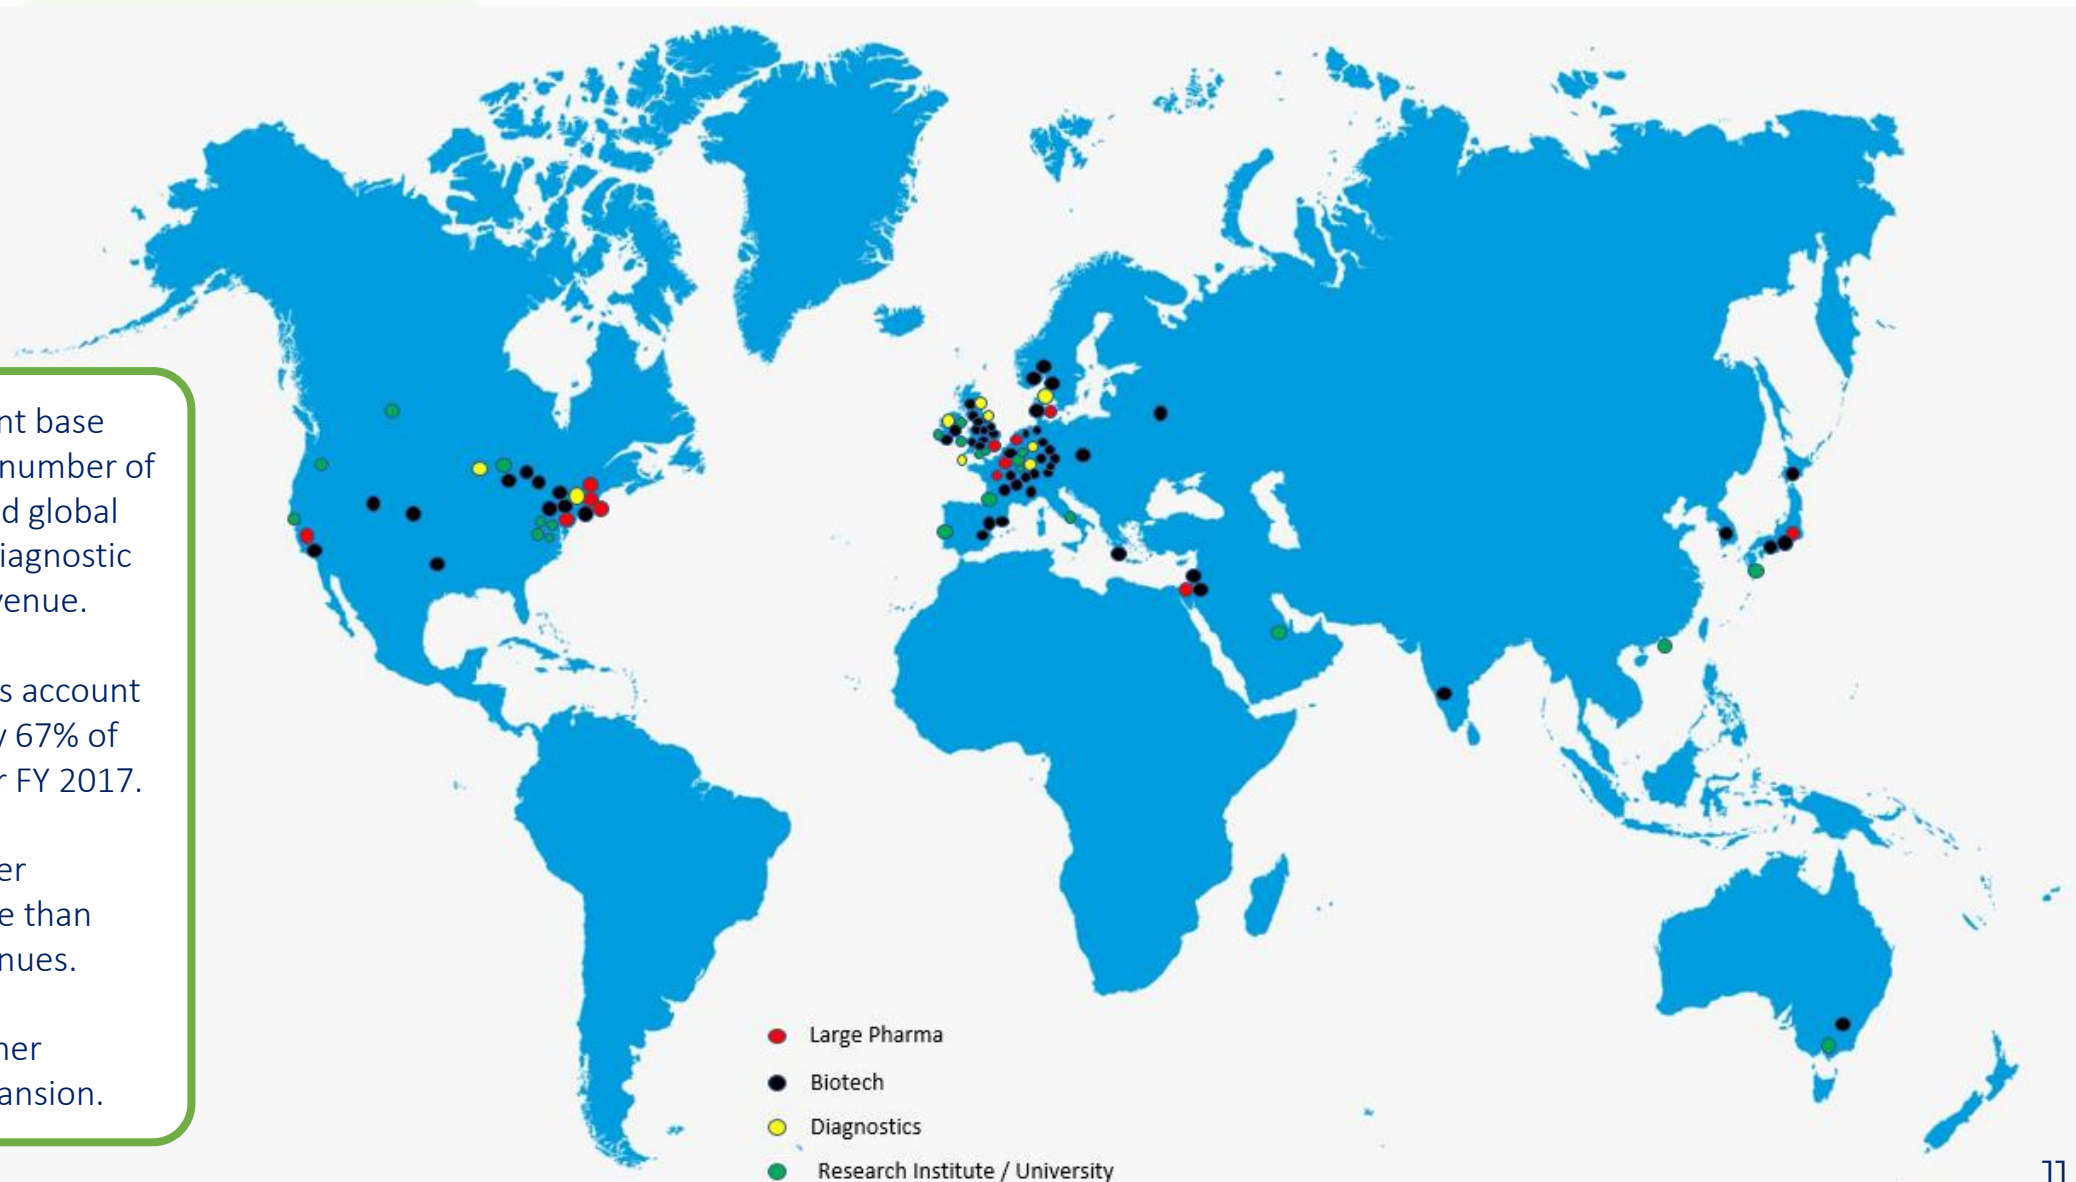 nt base
number of
d global
iagnostic
venue.
s account
y 67% of
r FY 2017.
er
e than
nues.
ner
ansion.
Large Pharma
Biotech
Diagnostics
Research Institute / University
11